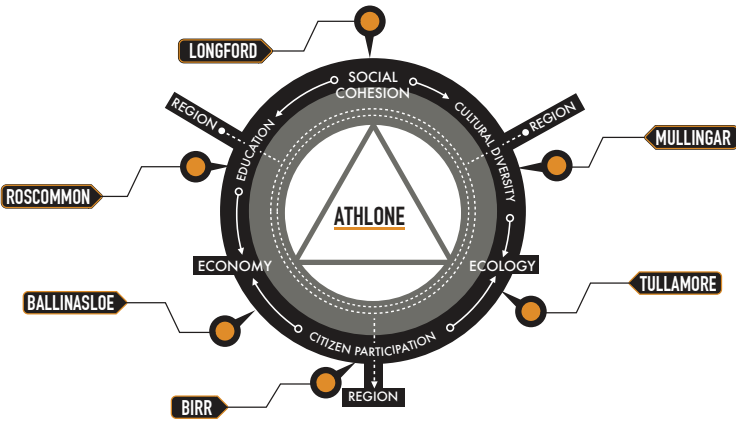 LONGFORD
SOCIAL
COHESION
REGION
REGION
EDUCATION
CULTURAL DIVERSITY
MULLINGAR
ROSCOMMON
ATHLONE
ECONOMY
ECOLOGY
TULLAMORE
BALLINASLOE
CITIZEN PARTICIPATION
REGION
BIRR